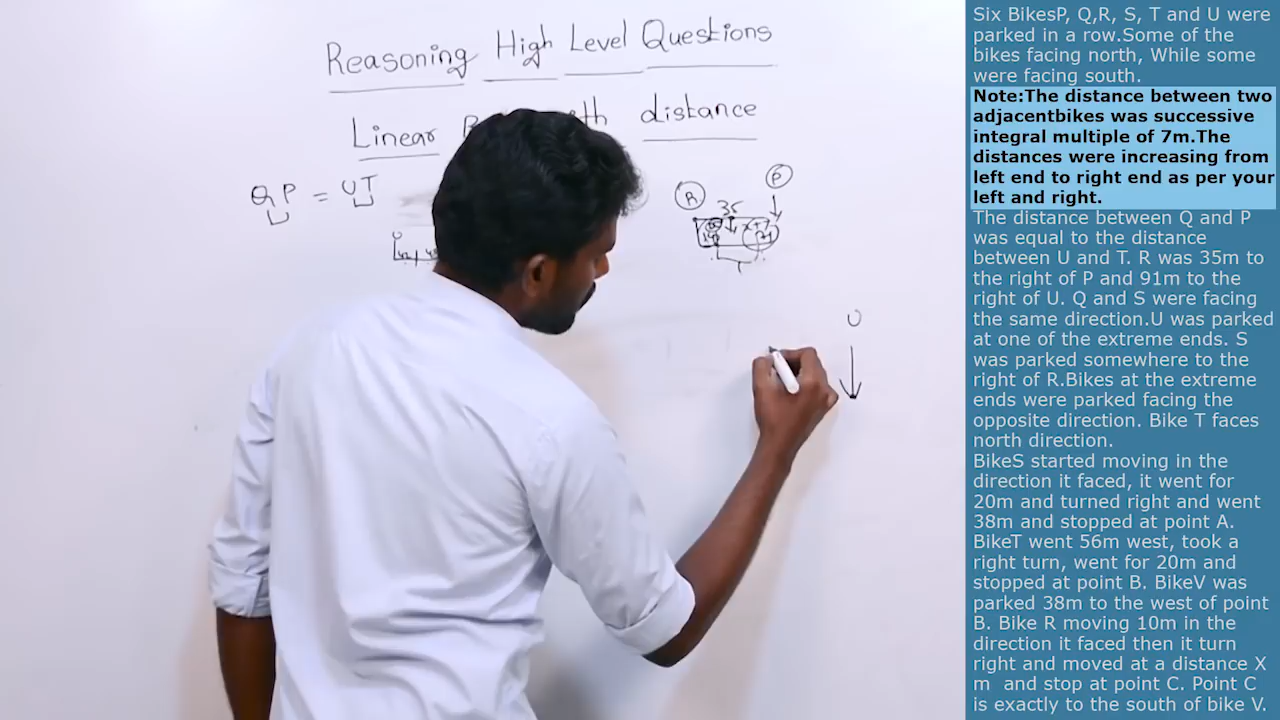 Reasoning High Level Questions
Linear th distance
Q P = U T
R
P
35
U
Six BikesP, Q,R, S, T and U were
parked in a row.Some of the
bikes facing north, While some
were facing south.
Note:The distance between two
adjacentbikes was successive
integral multiple of 7m.The
distances were increasing from
left end to right end as per your
left and right.
The distance between Q and P
was equal to the distance
between U and T. R was 35m to
the right of P and 91m to the
right of U. Q and S were facing
the same direction.U was parked
at one of the extreme ends. S
was parked somewhere to the
right of R.Bikes at the extreme
ends were parked facing the
opposite direction. Bike T faces
north direction.
BikeS started moving in the
direction it faced, it went for
20m and turned right and went
38m and stopped at point A.
BikeT went 56m west, took a
right turn, went for 20m and
stopped at point B. BikeV was
parked 38m to the west of point
B. Bike R moving 10m in the
direction it faced then it turn
right and moved at a distance X
m  and stop at point C. Point C
is exactly to the south of bike V.